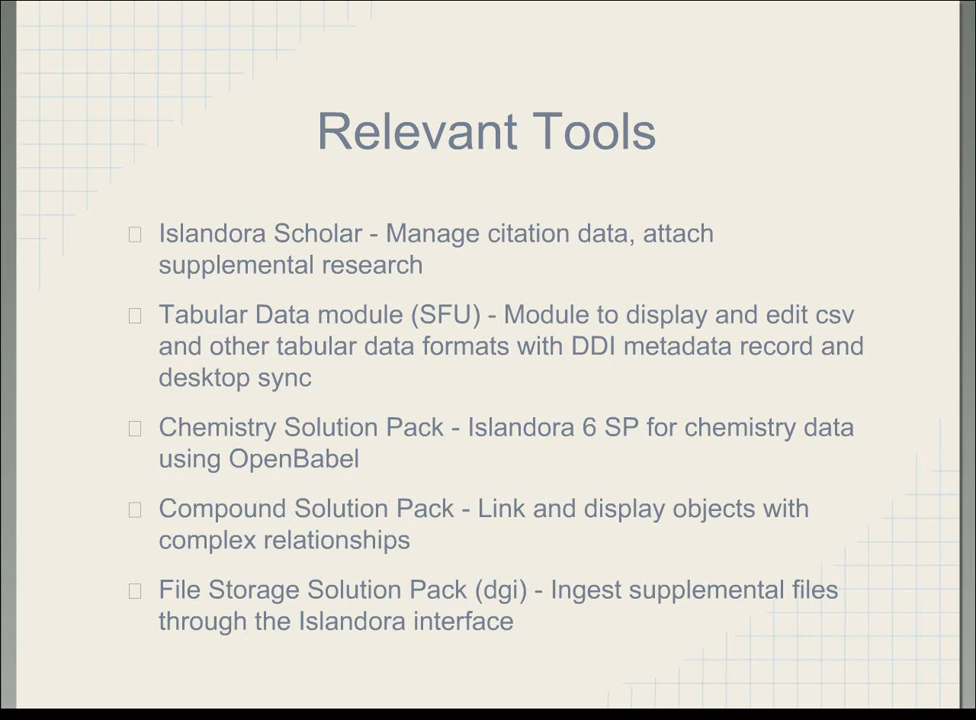 Relevant Tools
Islandora Scholar - Manage citation data, attach
supplemental research
Tabular Data module (SFU) - Module to display and edit csv
and other tabular data formats with DDI metadata record and
desktop sync
Chemistry Solution Pack - Islandora 6 SP for chemistry data
using OpenBabel
Compound Solution Pack - Link and display objects with
complex relationships
File Storage Solution Pack (dgi) - Ingest supplemental files
through the Islandora interface